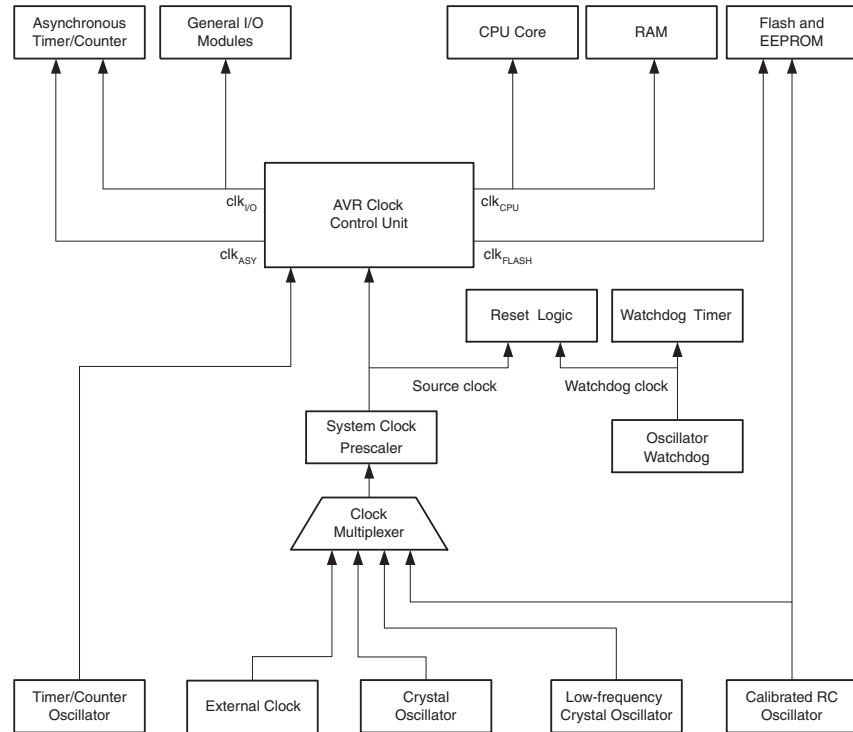 Asynchronous
Timer/Counter
General I/O
Modules
CPU Core
RAM
Flash and
EEPROM
clkI/O
AVR Clock
Control Unit
clkCPU
clkASY
clkFLASH
Reset Logic
Watchdog Timer
Source clock
Watchdog clock
System Clock
Prescaler
Oscillator
Watchdog
Clock
Multiplexer
Timer/Counter
Oscillator
External Clock
Crystal
Oscillator
Low-frequency
Crystal Oscillator
Calibrated RC
Oscillator